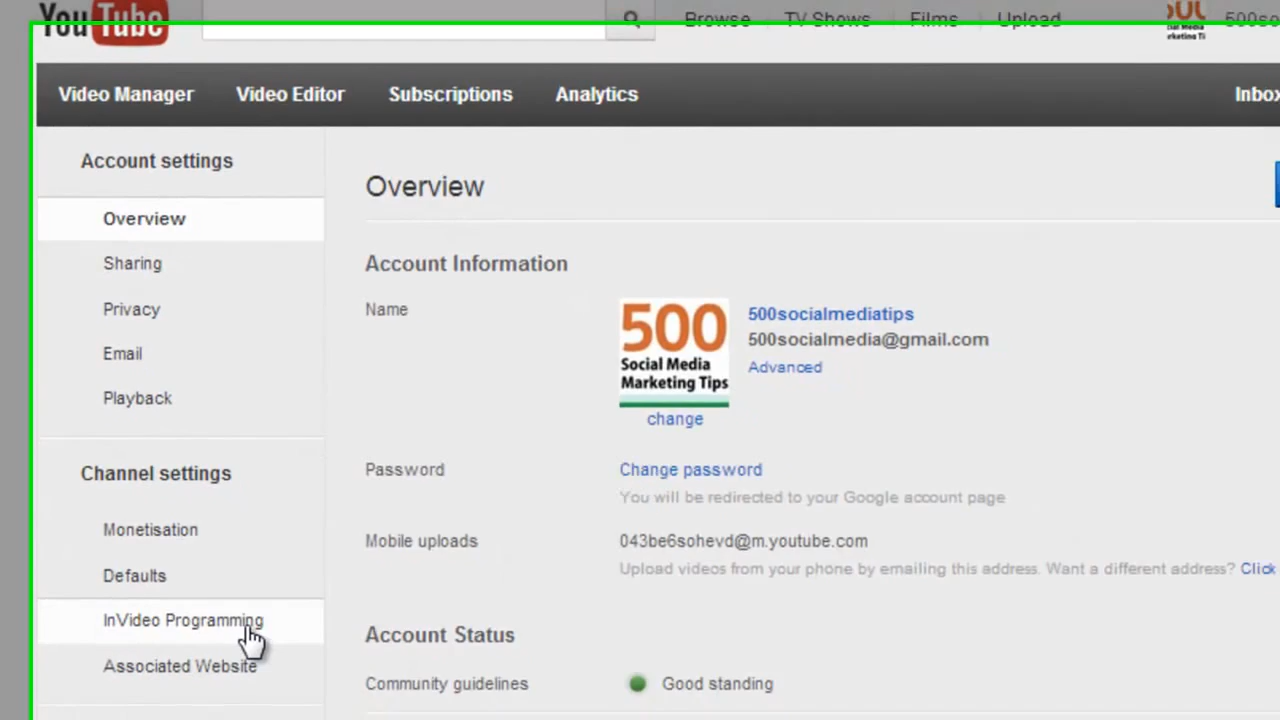 YouTube Browse TV Shows Films Upload
Video Manager Video Editor Subscriptions Analytics Inbox
Account settings
Overview
Sharing
Privacy
Email
Playback
Channel settings
Monetisation
Defaults
InVideo Programming
Associated Website
Overview
Account Information
Name
500
Social Media
Marketing Tips
change
500socialmediatips
500socialmedia@gmail.com
Advanced
Password Change password
You will be redirected to your Google account page
Mobile uploads 043be6sohevd@m.youtube.com
Upload videos from your phone by emailing this address. Want a different address? Click
Account Status
Community guidelines Good standing